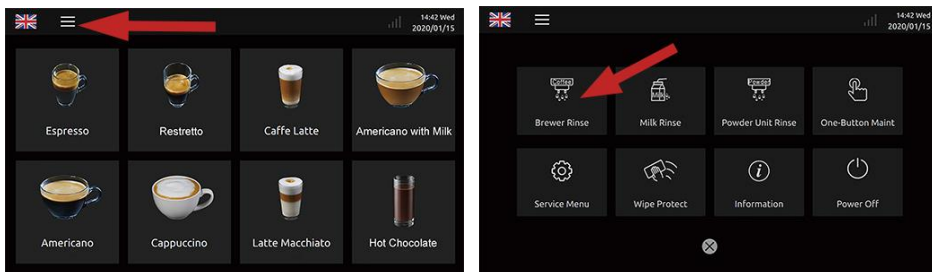 14:42 Wed
2020/01/15
Espresso
Restretto
Caffe Latte
Americano with Milk
Americano
Cappuccino
Latte Macchiato
Hot Chocolate
14:42 Wed
2020/01/15
Coffee
Milk
Powder
Brewer Rinse
Milk Rinse
Powder Unit Rinse
One-Button Maint
Service Menu
Wipe Protect
Information
Power Off